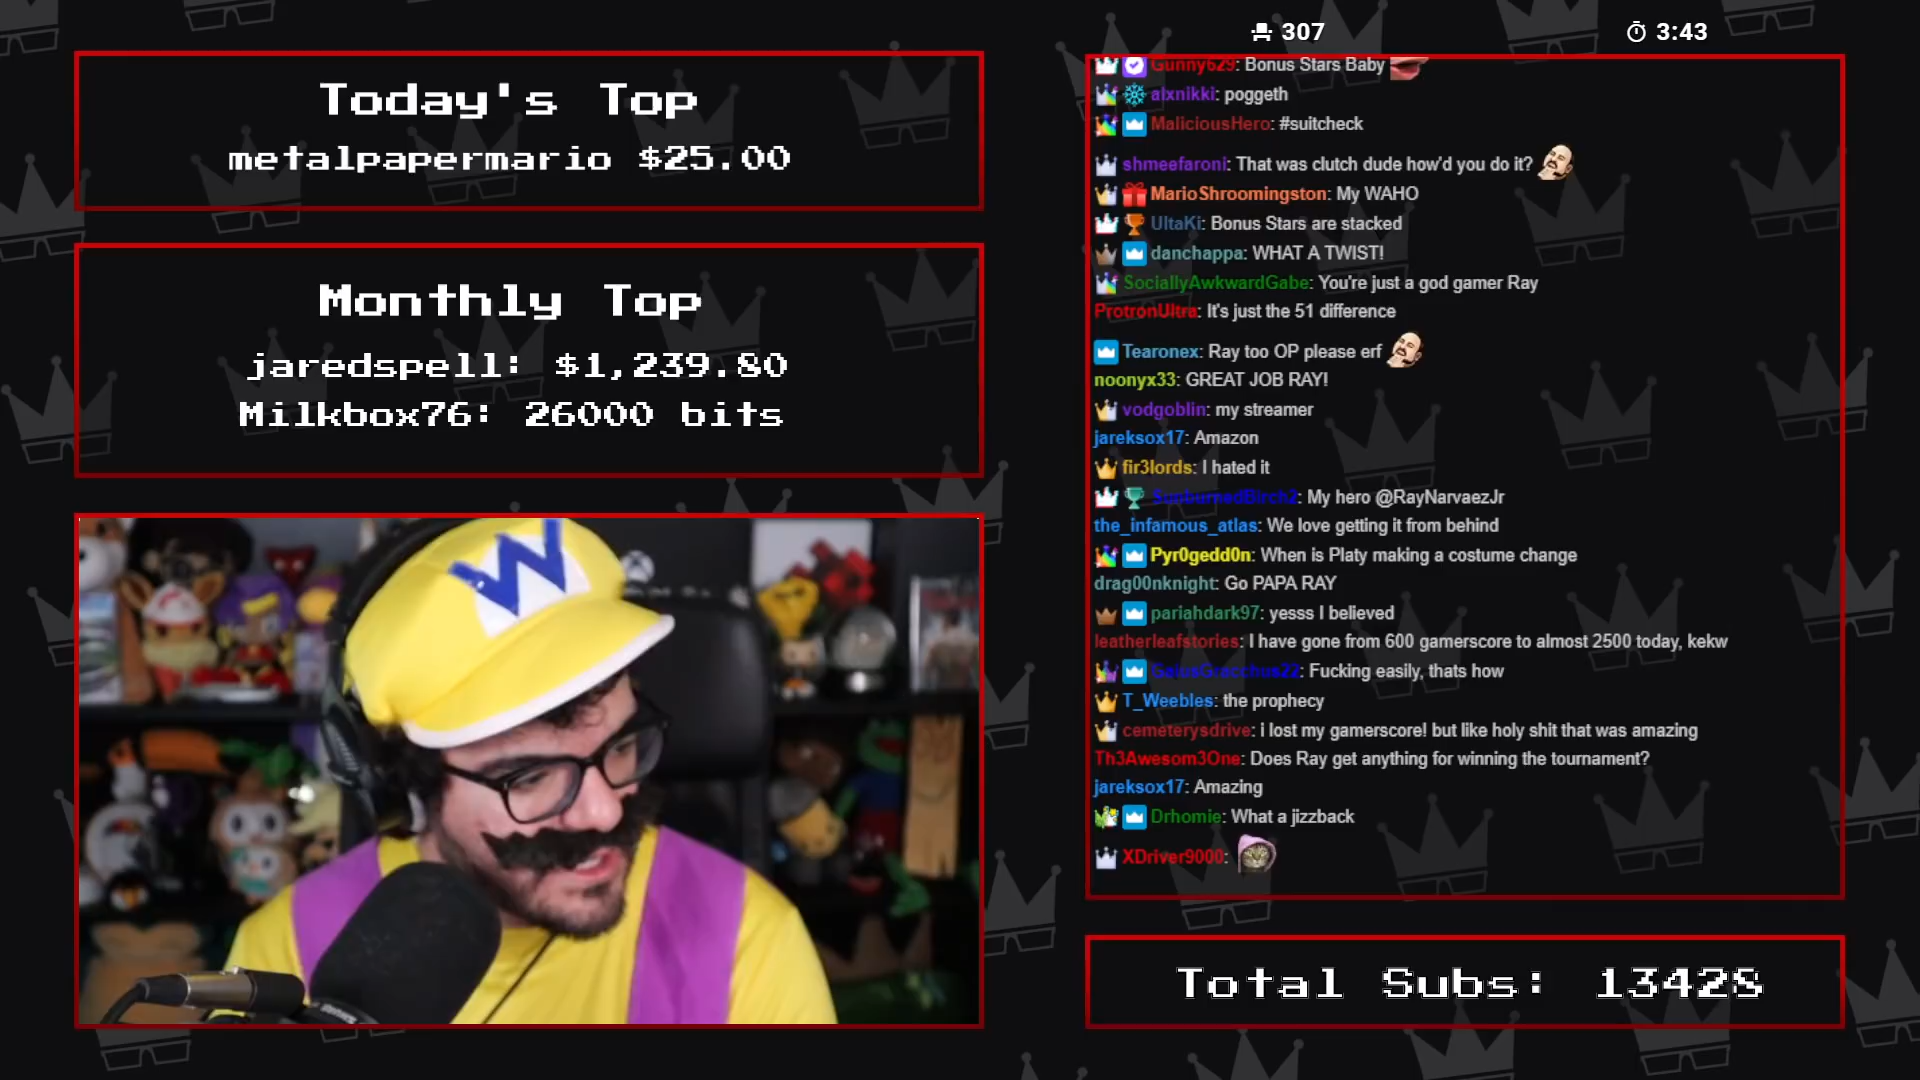 307
3:43
Today's Top
metalpapermario $25.00
Monthly Top
jaredspell: $1,239.80
Milkbox76: 26000 bits
W
Gunny629: Bonus Stars Baby
alxnikki: poggeth
MaliciousHero: #suitcheck
shmeefaroni: That was clutch dude how'd you do it?
MarioShroomingston: My WAHO
UltaKi: Bonus Stars are stacked
danchappa: WHAT A TWIST!
SociallyAwkwardGabe: You're just a god gamer Ray
ProtronUltra: It's just the 51 difference
Tearonex: Ray too OP please erf
noonyx33: GREAT JOB RAY!
vodgoblin: my streamer
jareksox17: Amazon
fir3lords: I hated it
SunburnedBirch2: My hero @RayNarvaezJr
the_infamous_atlas: We love getting it from behind
Pyr0gedd0n: When is Platy making a costume change
drag00nknight: Go PAPA RAY
pariahdark97: yesss I believed
leatherleafstories: I have gone from 600 gamerscore to almost 2500 today, kekw
GaiusGracchus22: Fucking easily, thats how
T_Weebles: the prophecy
cemeterysdrive: i lost my gamerscore! but like holy shit that was amazing
Th3Awesom3One: Does Ray get anything for winning the tournament?
jareksox17: Amazing
Drhomie: What a jizzback
XDriver9000:
Total Subs: 13428